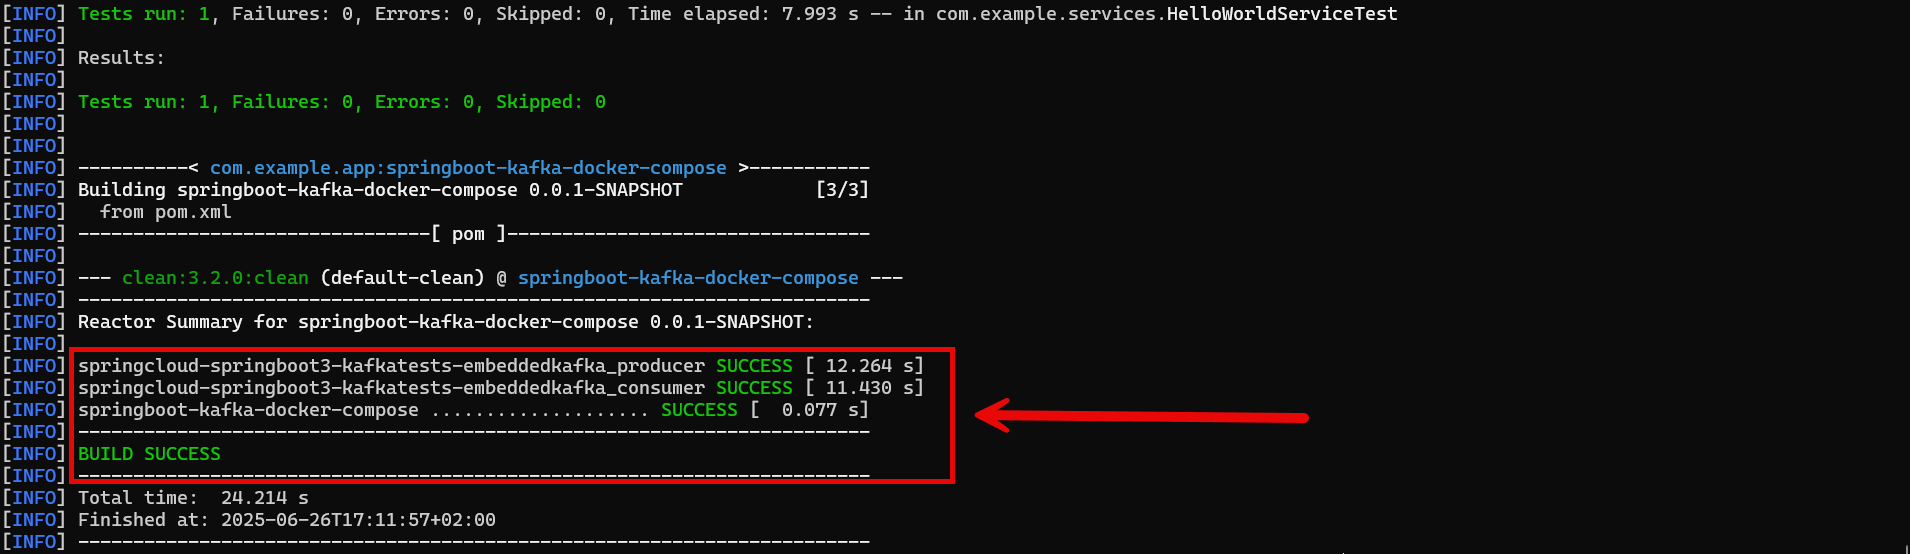 [INFO] Tests run: 1, Failures: 0, Errors: 0, Skipped: 0, Time elapsed: 7.993 s -- in com.example.services.HelloWorldServiceTest
[INFO]
[INFO] Results:
[INFO]
[INFO] Tests run: 1, Failures: 0, Errors: 0, Skipped: 0
[INFO]
[INFO]
[INFO] ----------< com.example.app:springboot-kafka-docker-compose >-----------
[INFO] Building springboot-kafka-docker-compose 0.0.1-SNAPSHOT            [3/3]
[INFO]   from pom.xml
[INFO] --------------------------------[ pom ]---------------------------------
[INFO]
[INFO] --- clean:3.2.0:clean (default-clean) @ springboot-kafka-docker-compose ---
[INFO] ------------------------------------------------------------------------
[INFO] Reactor Summary for springboot-kafka-docker-compose 0.0.1-SNAPSHOT:
[INFO]
[INFO] springcloud-springboot3-kafkatests-embeddedkafka_producer SUCCESS [ 12.264 s]
[INFO] springcloud-springboot3-kafkatests-embeddedkafka_consumer SUCCESS [ 11.430 s]
[INFO] springboot-kafka-docker-compose .................... SUCCESS [  0.077 s]
[INFO] ------------------------------------------------------------------------
[INFO] BUILD SUCCESS
[INFO] ------------------------------------------------------------------------
[INFO] Total time:  24.214 s
[INFO] Finished at: 2025-06-26T17:11:57+02:00
[INFO] ------------------------------------------------------------------------